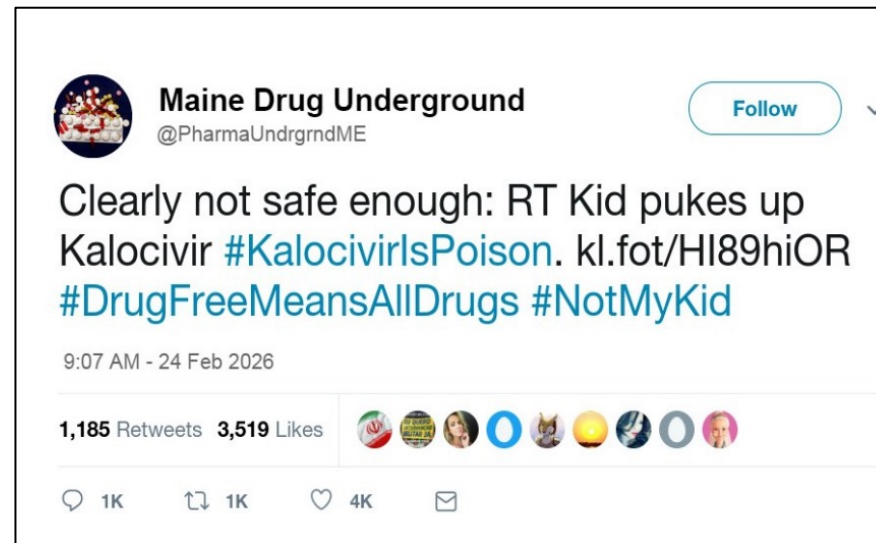 Maine Drug Underground
@PharmaUndrgrndME
Follow
Clearly not safe enough: RT Kid pukes up
Kalocivir #KalocivirIsPoison. kl.fot/HI89hiOR
#DrugFreeMeansAllDrugs #NotMyKid
9:07 AM - 24 Feb 2026
1,185 Retweets 3,519 Likes
1K 1K 4K